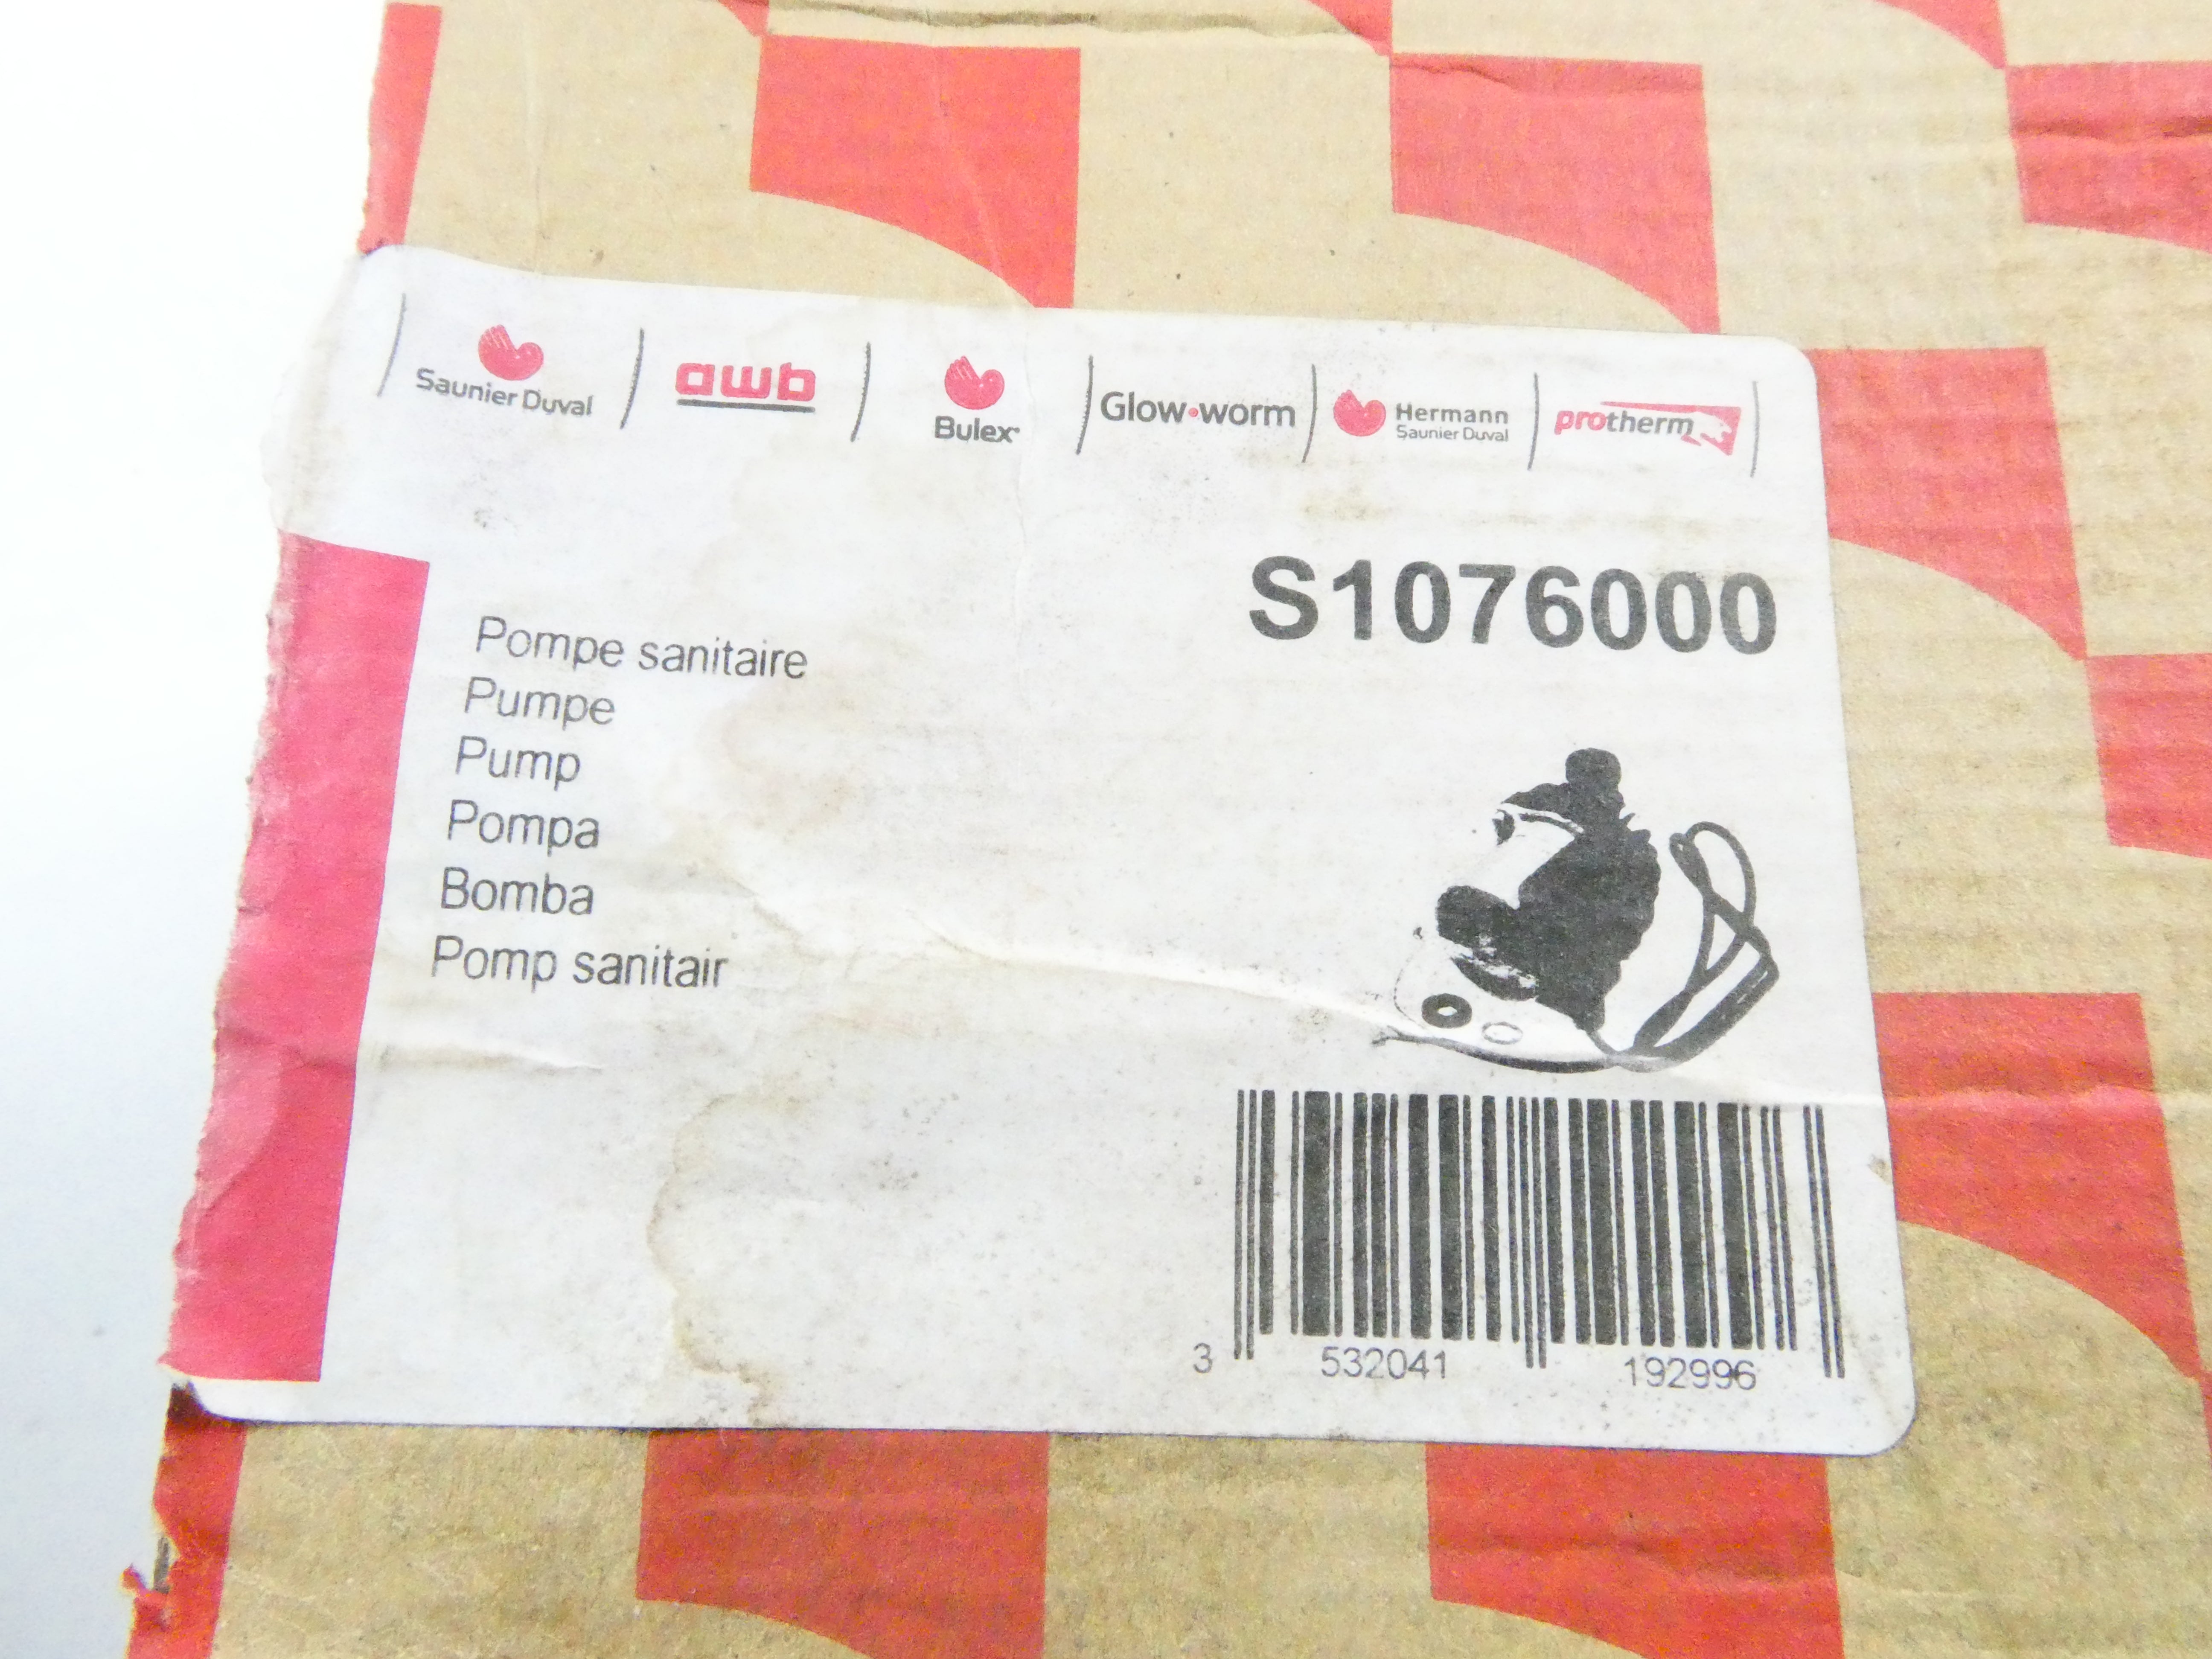 Saunier Duval awb Bulex Glow-worm Hermann Saunier Duval protherm
S1076000
Pompe sanitaire
Pumpe
Pump
Pompa
Bomba
Pomp sanitair
3 532041 192996